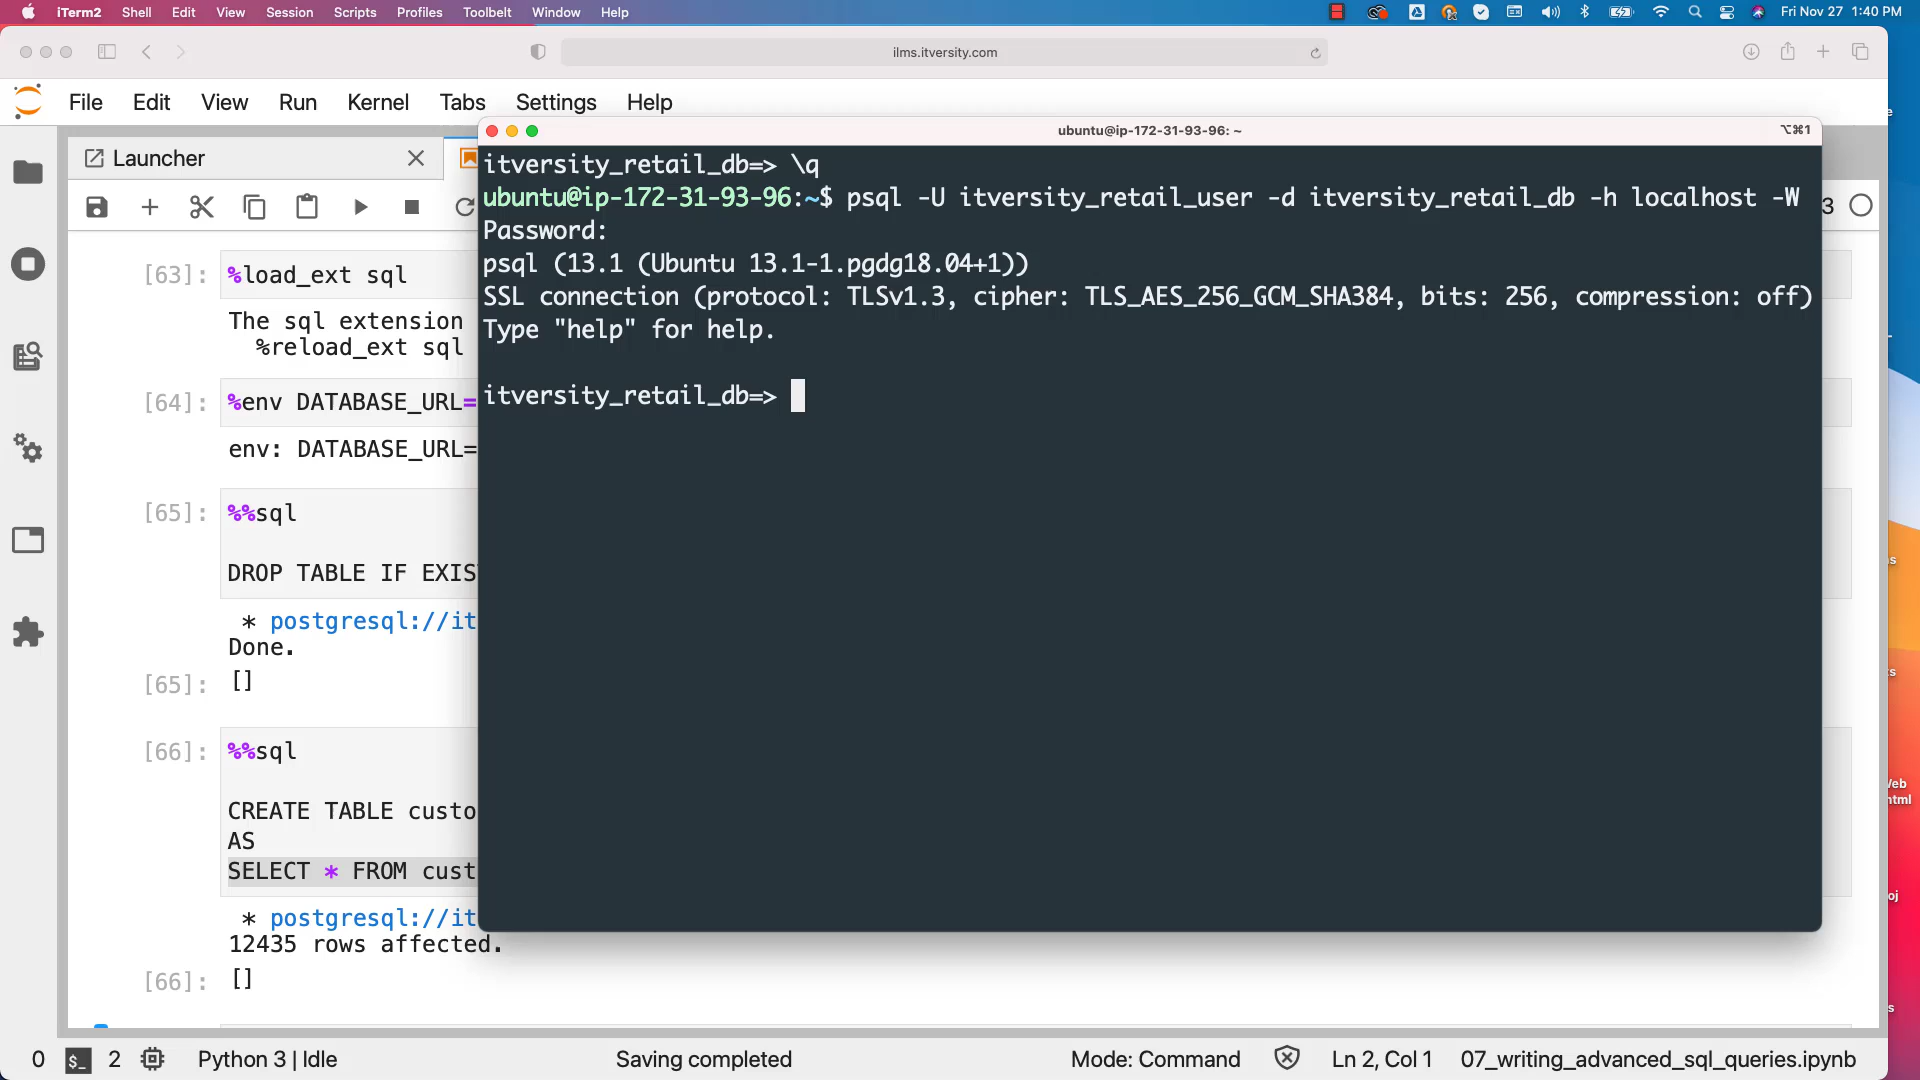 iTerm2 Shell Edit View Session Scripts Profiles Toolbelt Window Help Fri Nov 27 1:40 PM
ilms.itversity.com
File Edit View Run Kernel Tabs Settings Help
ubuntu@ip-172-31-93-96: ~ ⌥⌘1
Launcher
3
itversity_retail_db=> \q
ubuntu@ip-172-31-93-96:~$ psql -U itversity_retail_user -d itversity_retail_db -h localhost -W
Password:
psql (13.1 (Ubuntu 13.1-1.pgdg18.04+1))
SSL connection (protocol: TLSv1.3, cipher: TLS_AES_256_GCM_SHA384, bits: 256, compression: off)
Type "help" for help.
itversity_retail_db=>
[63]: %load_ext sql
The sql extension
%reload_ext sql
[64]: %env DATABASE_URL=
env: DATABASE_URL=
[65]: %%sql
DROP TABLE IF EXIS
* postgresql://it
Done.
[65]: []
[66]: %%sql
CREATE TABLE custo
AS
SELECT * FROM cust
* postgresql://it
12435 rows affected.
[66]: []
0 $_ 2 Python 3 | Idle Saving completed Mode: Command Ln 2, Col 1 07_writing_advanced_sql_queries.ipynb